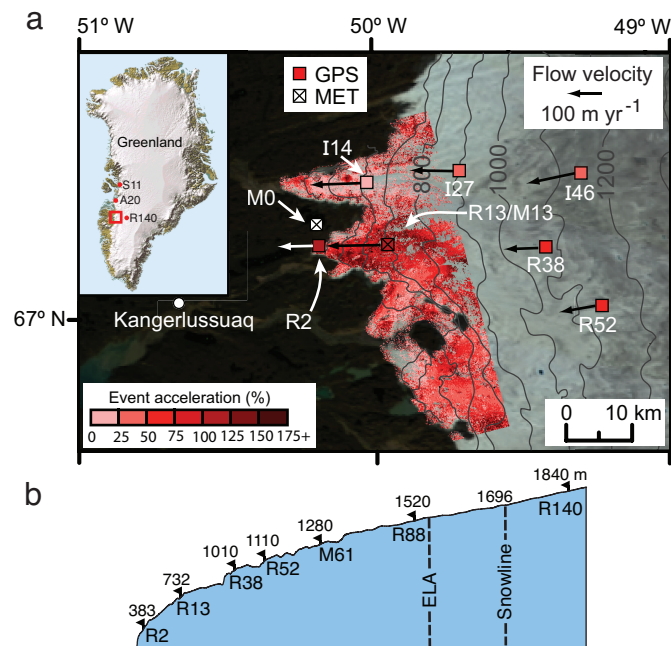 a
51º W
50º W
49º W
GPS
MET
Flow velocity
100 m yr⁻¹
Greenland
S11
A20
R140
I14
M0
800
1000
1200
I27
I46
R13/M13
R38
R2
R52
Kangerlussuaq
67º N
Event acceleration (%)
0 25 50 75 100 125 150 175+
0 10 km
b
383
R2
732
R13
1010
R38
1110
R52
1280
M61
1520
R88
ELA
1696
Snowline
1840 m
R140